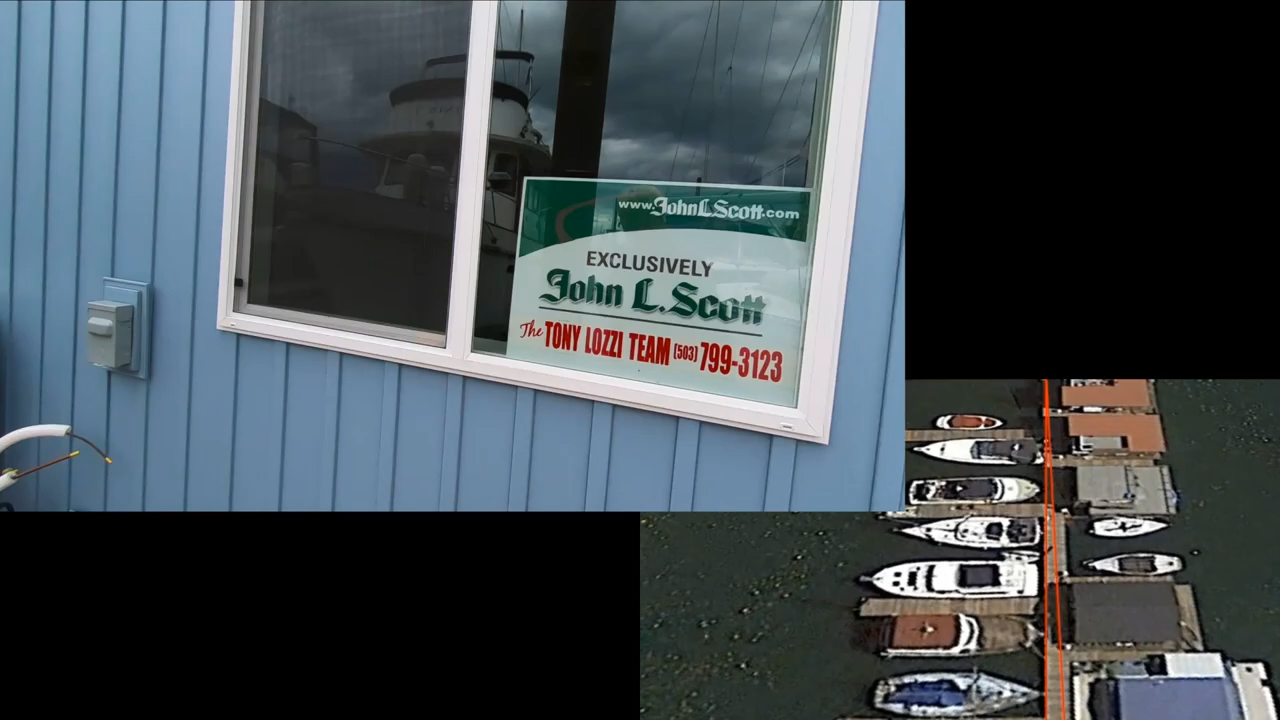 www.JohnLScott.com
EXCLUSIVELY
John L. Scott
The TONY LOZZI TEAM (503) 799-3123